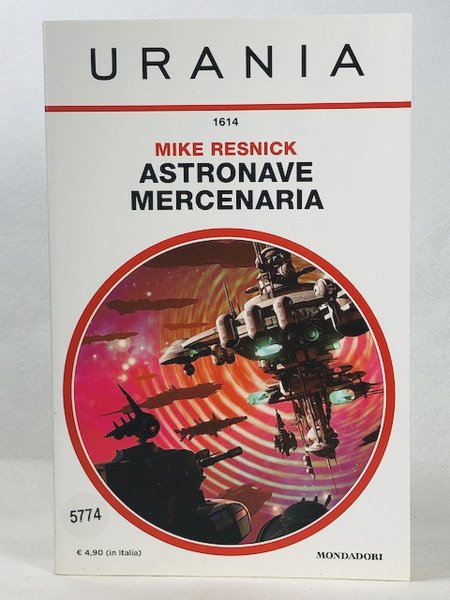 URANIA
1614
MIKE RESNICK
ASTRONAVE
MERCENARIA
5774
€ 4,90 (in Italia)
MONDADORI